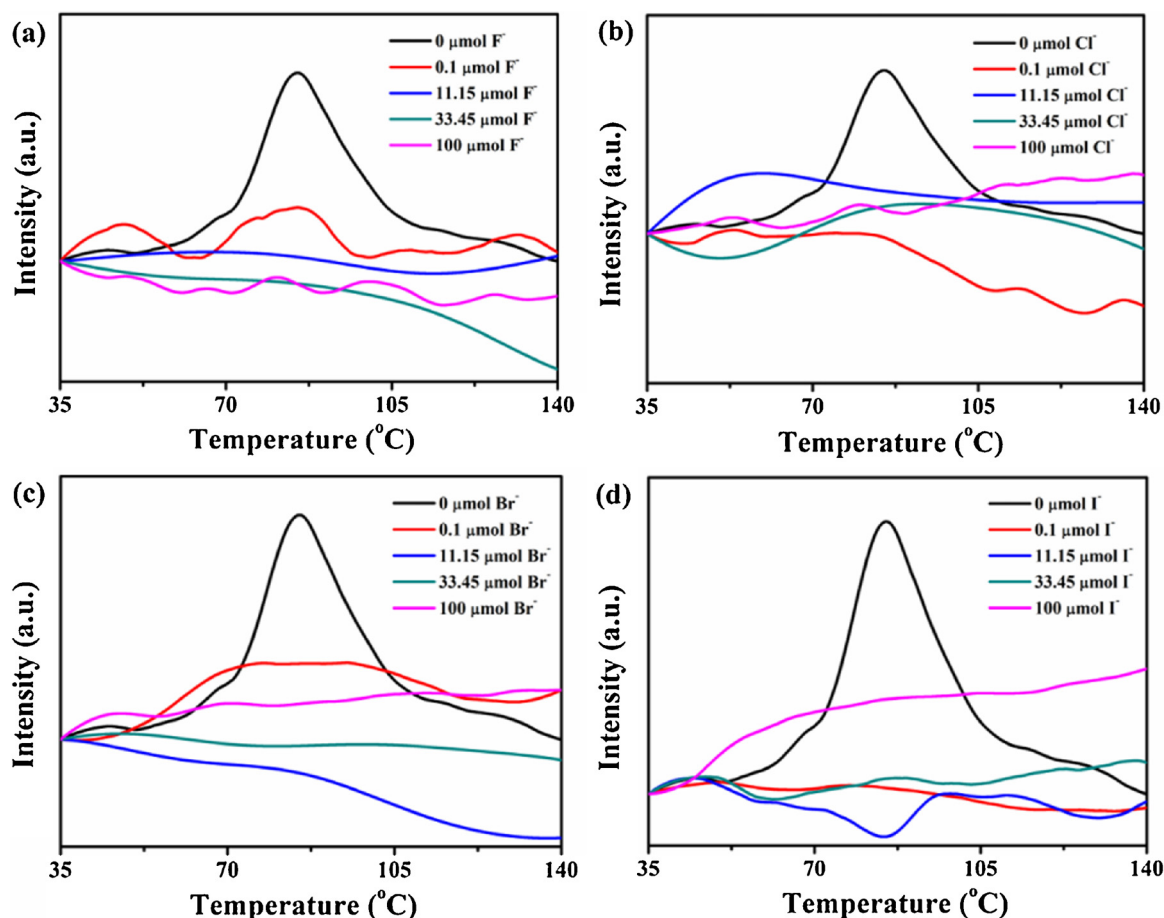 (a)
0 μmol F⁻
0.1 μmol F⁻
11.15 μmol F⁻
33.45 μmol F⁻
100 μmol F⁻
Intensity (a.u.)
35 70 105 140
Temperature (°C)
(b)
0 μmol Cl⁻
0.1 μmol Cl⁻
11.15 μmol Cl⁻
33.45 μmol Cl⁻
100 μmol Cl⁻
Intensity (a.u.)
35 70 105 140
Temperature (°C)
(c)
0 μmol Br⁻
0.1 μmol Br⁻
11.15 μmol Br⁻
33.45 μmol Br⁻
100 μmol Br⁻
Intensity (a.u.)
35 70 105 140
Temperature (°C)
(d)
0 μmol I⁻
0.1 μmol I⁻
11.15 μmol I⁻
33.45 μmol I⁻
100 μmol I⁻
Intensity (a.u.)
35 70 105 140
Temperature (°C)